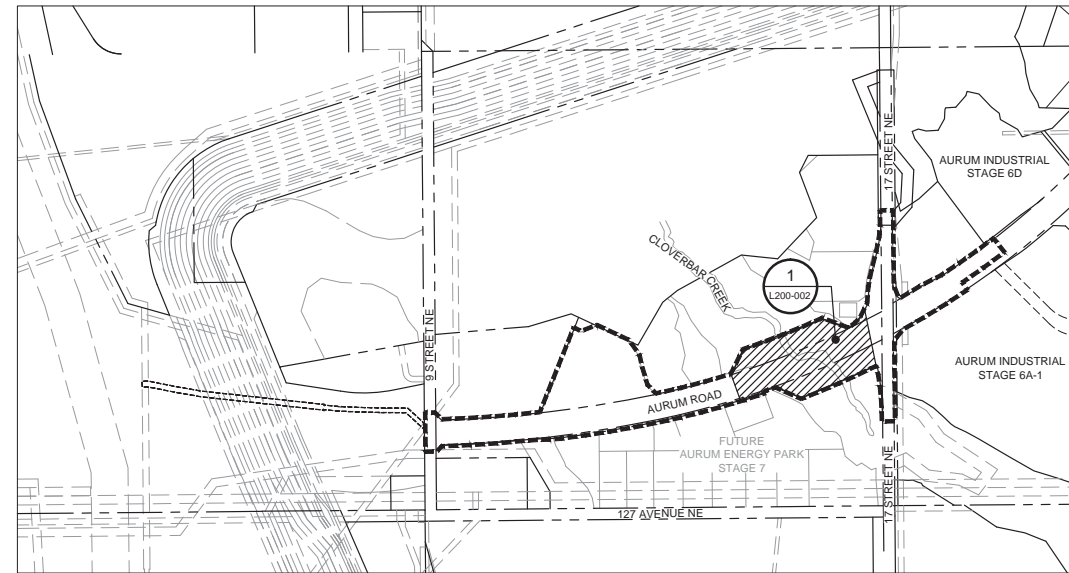 17 STREET NE
AURUM INDUSTRIAL
STAGE 6D
CLOVERBAR CREEK
1
L200-002
9 STREET NE
AURUM INDUSTRIAL
STAGE 6A-1
AURUM ROAD
FUTURE
AURUM ENERGY PARK
STAGE 7
17 STREET NE
127 AVENUE NE